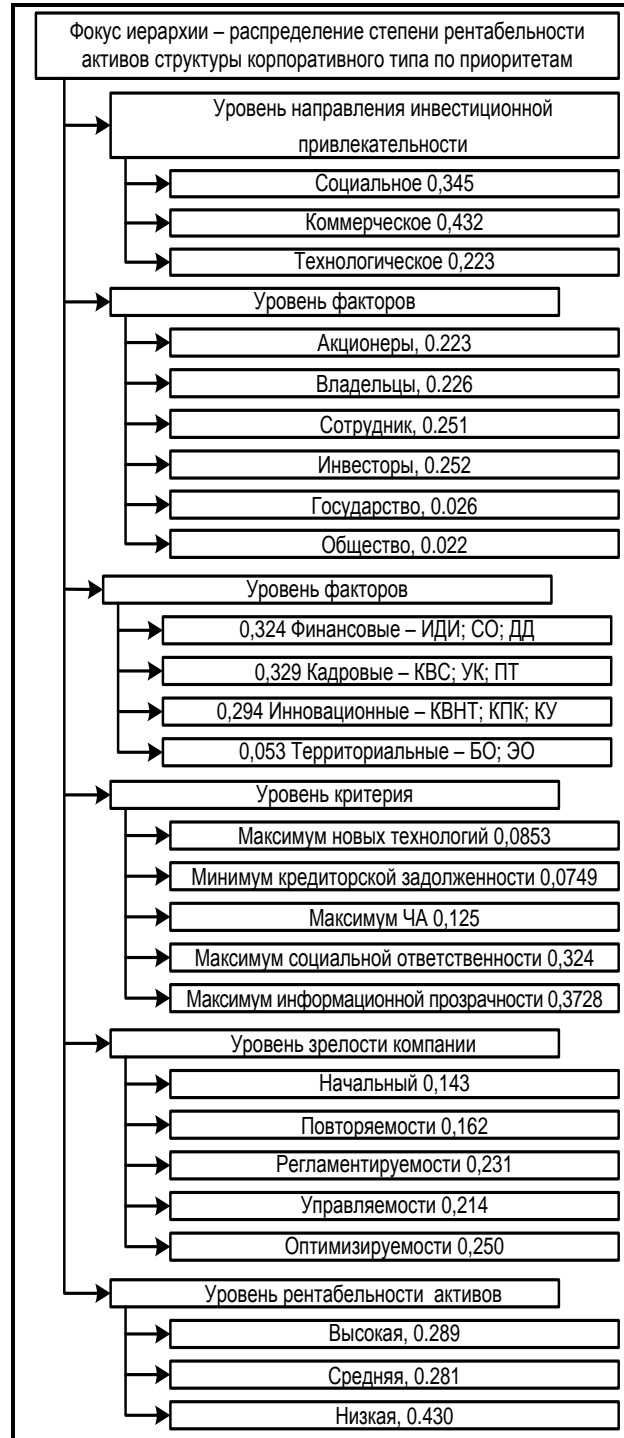 Фокус иерархии – распределение степени рентабельности
активов структуры корпоративного типа по приоритетам
Уровень направления инвестиционной
привлекательности
Социальное 0,345
Коммерческое 0,432
Технологическое 0,223
Уровень факторов
Акционеры, 0.223
Владельцы, 0.226
Сотрудник, 0.251
Инвесторы, 0.252
Государство, 0.026
Общество, 0.022
Уровень факторов
0,324 Финансовые – ИДИ; СО; ДД
0,329 Кадровые – КВС; УК; ПТ
0,294 Инновационные – КВНТ; КПК; КУ
0,053 Территориальные – БО; ЭО
Уровень критерия
Максимум новых технологий 0,0853
Минимум кредиторской задолженности 0,0749
Максимум ЧА 0,125
Максимум социальной ответственности 0,324
Максимум информационной прозрачности 0,3728
Уровень зрелости компании
Начальный 0,143
Повторяемости 0,162
Регламентируемости 0,231
Управляемости 0,214
Оптимизируемости 0,250
Уровень рентабельности активов
Высокая, 0.289
Средняя, 0.281
Низкая, 0.430